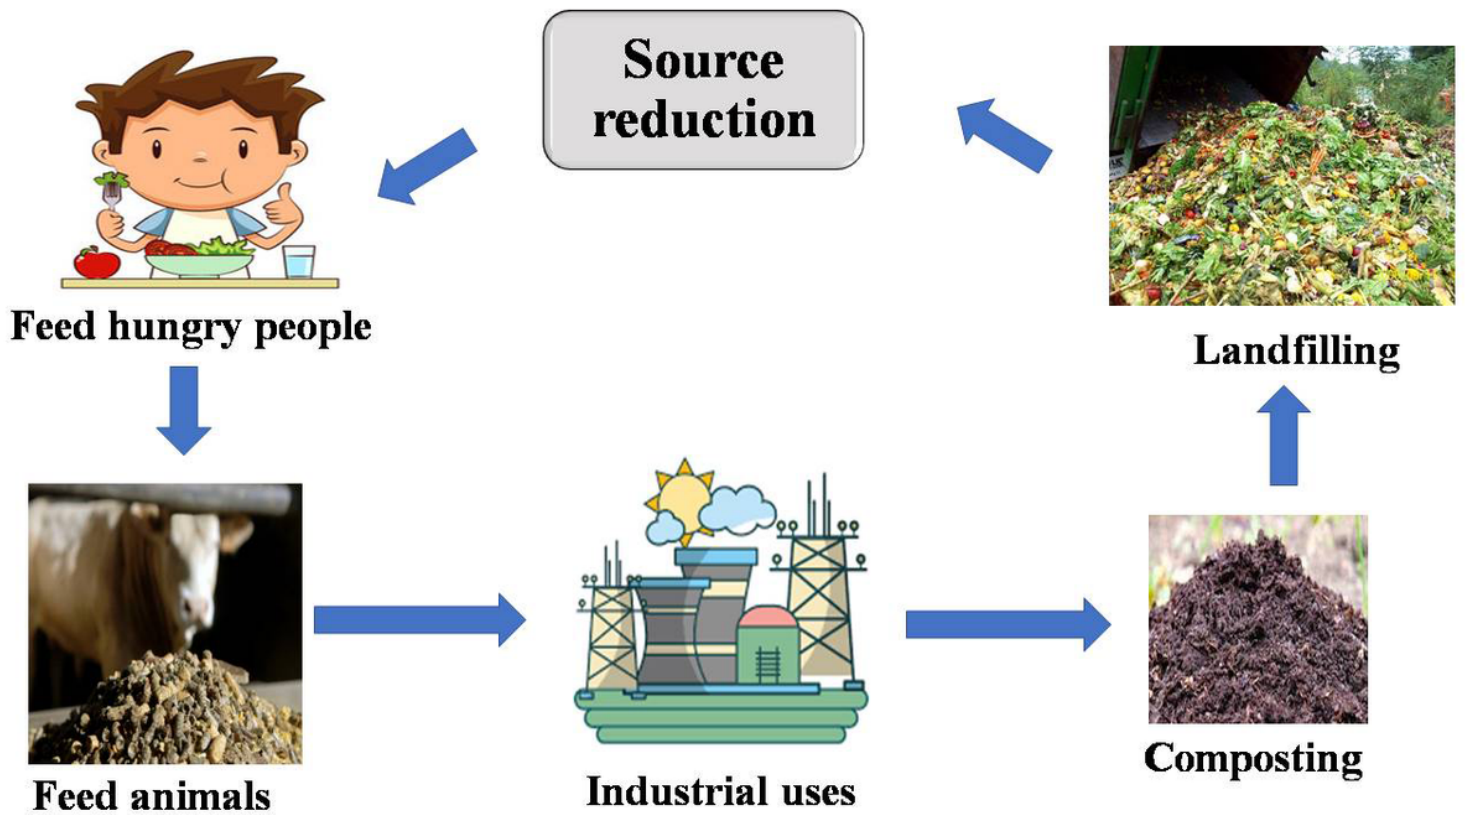 Source
reduction
Feed hungry people
Landfilling
Feed animals
Industrial uses
Composting